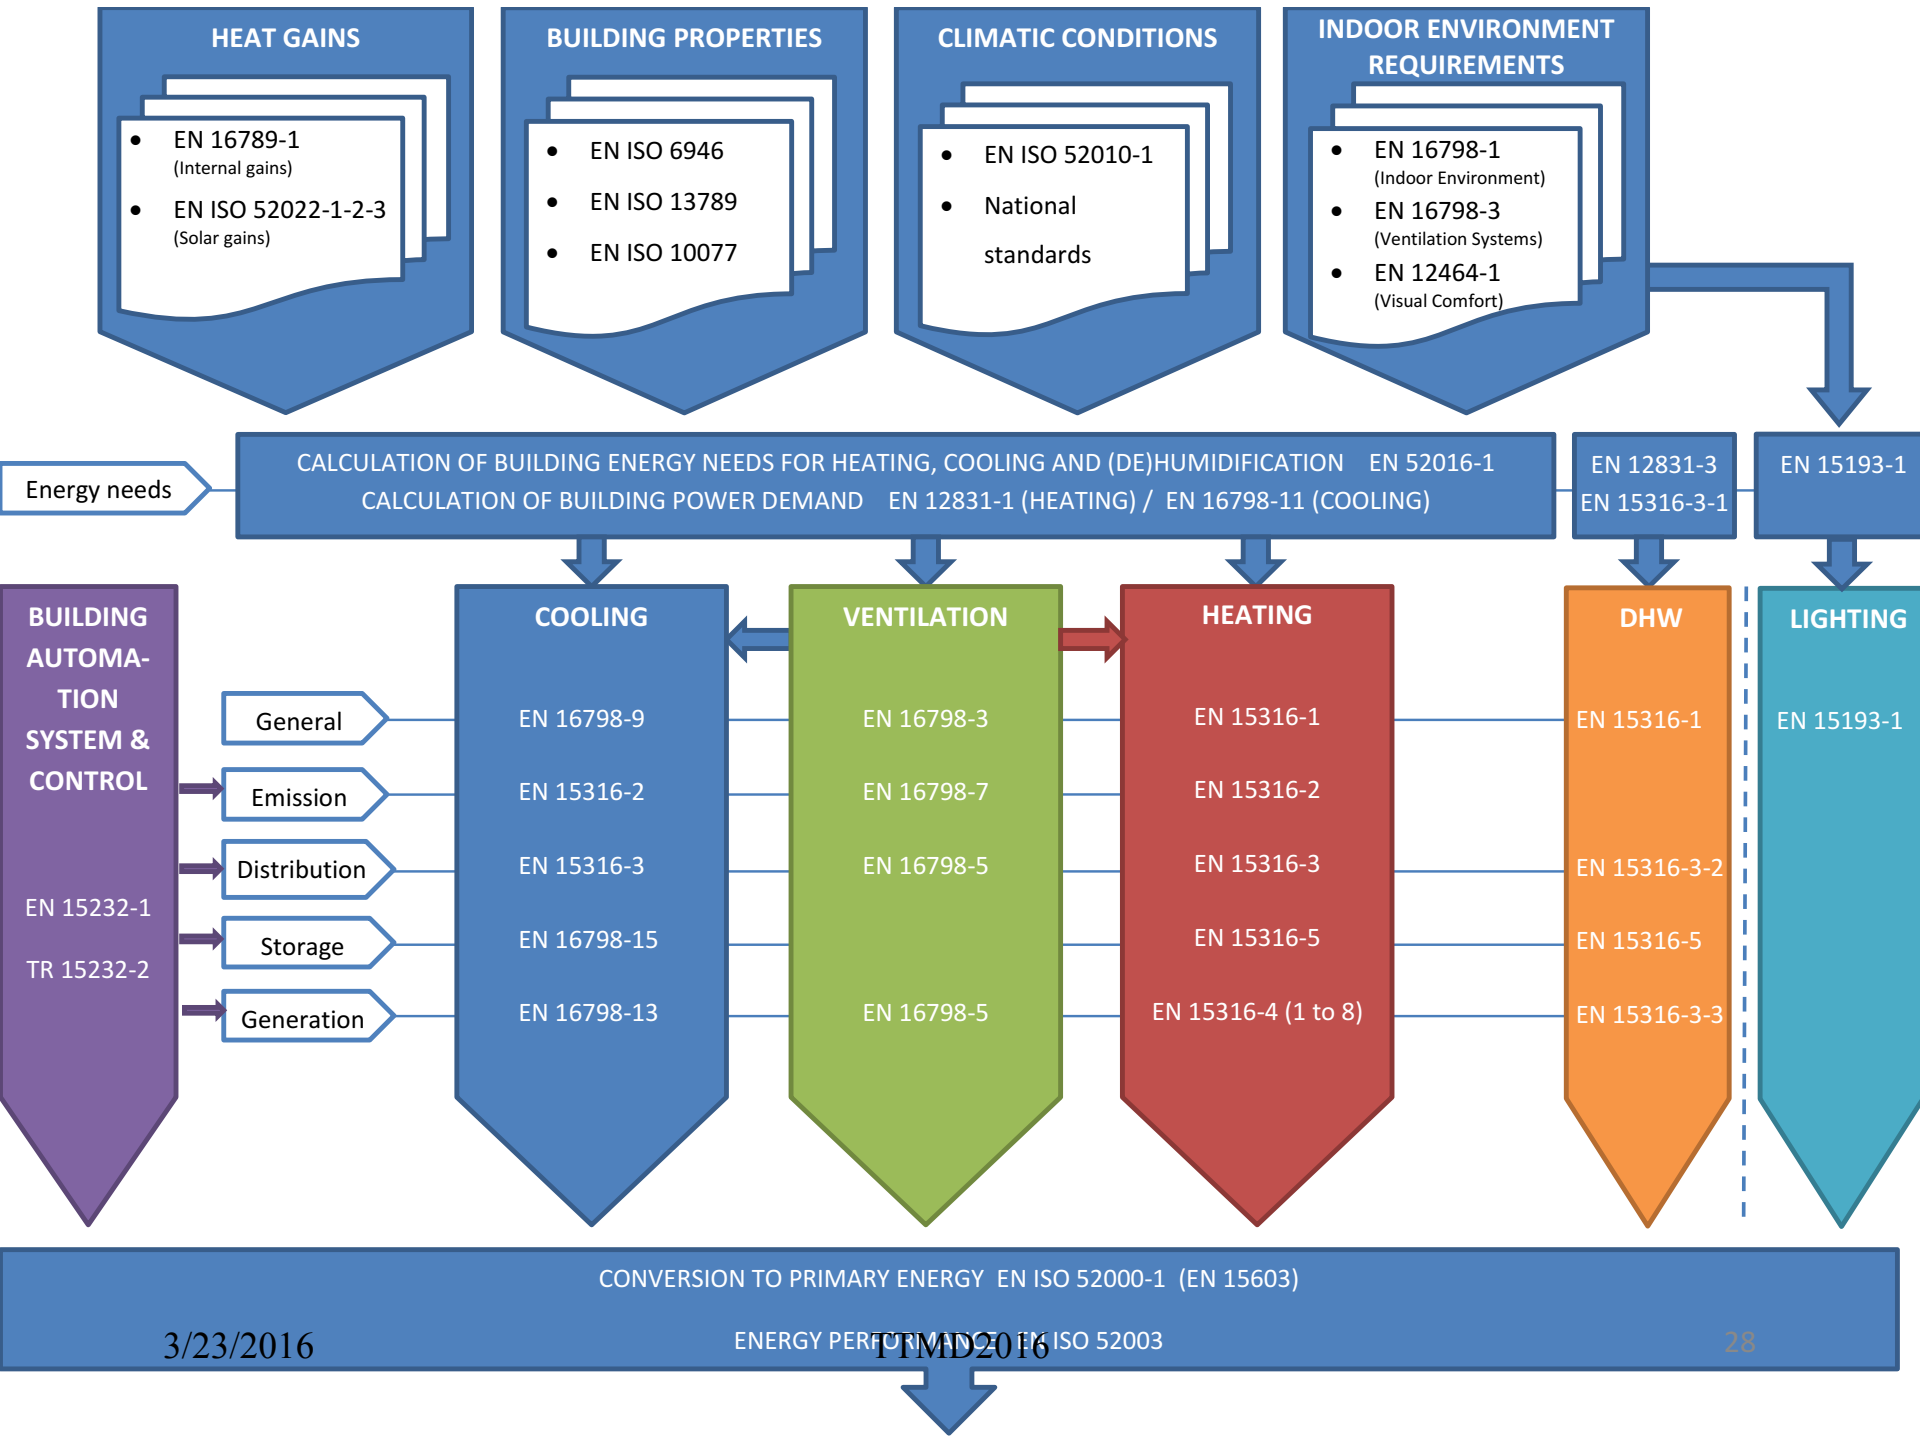 HEAT GAINS
EN 16789-1
(Internal gains)
EN ISO 52022-1-2-3
(Solar gains)
BUILDING PROPERTIES
EN ISO 6946
EN ISO 13789
EN ISO 10077
CLIMATIC CONDITIONS
EN ISO 52010-1
National
standards
INDOOR ENVIRONMENT
REQUIREMENTS
EN 16798-1
(Indoor Environment)
EN 16798-3
(Ventilation Systems)
EN 12464-1
(Visual Comfort)
Energy needs
CALCULATION OF BUILDING ENERGY NEEDS FOR HEATING, COOLING AND (DE)HUMIDIFICATION EN 52016-1
CALCULATION OF BUILDING POWER DEMAND EN 12831-1 (HEATING) / EN 16798-11 (COOLING)
EN 12831-3
EN 15316-3-1
EN 15193-1
BUILDING
AUTOMA-
TION
SYSTEM &
CONTROL
EN 15232-1
TR 15232-2
General
Emission
Distribution
Storage
Generation
COOLING
EN 16798-9
EN 15316-2
EN 15316-3
EN 16798-15
EN 16798-13
VENTILATION
EN 16798-3
EN 16798-7
EN 16798-5
EN 16798-5
HEATING
EN 15316-1
EN 15316-2
EN 15316-3
EN 15316-5
EN 15316-4 (1 to 8)
DHW
EN 15316-1
EN 15316-3-2
EN 15316-5
EN 15316-3-3
LIGHTING
EN 15193-1
CONVERSION TO PRIMARY ENERGY EN ISO 52000-1 (EN 15603)
ENERGY PERFORMANCE EN ISO 52003
3/23/2016
TTMD2016
28